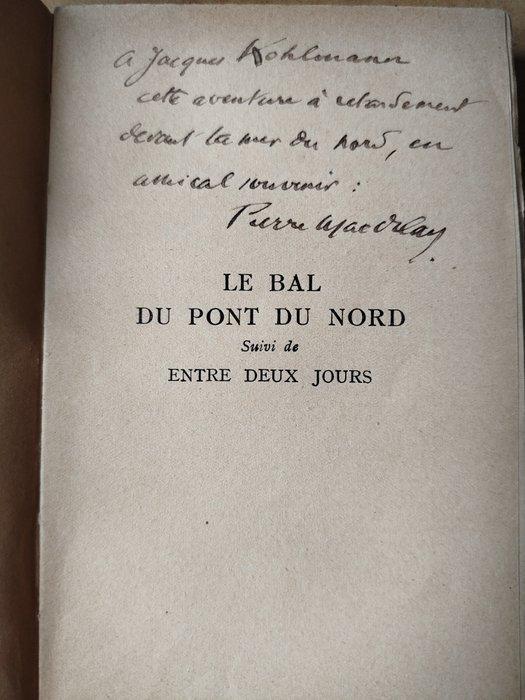 A Jacques Kohlmann
cette aventure à retardement
devant la mer du nord, en
amical souvenir :
Pierre Mac Orlan.
LE BAL
DU PONT DU NORD
Suivi de
ENTRE DEUX JOURS